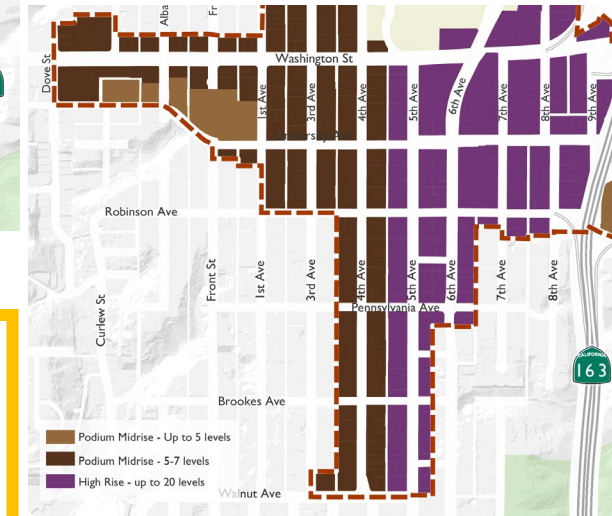 Alba
Fr
Dove St
Washington St
1st Ave
3rd Ave
4th Ave
5th Ave
6th Ave
7th Ave
8th Ave
9th Ave
Robinson Ave
Curlew St
Front St
1st Ave
3rd Ave
4th Ave
5th Ave
6th Ave
7th Ave
8th Ave
Pennsylvania Ave
CALIFORNIA
163
Brookes Ave
Podium Midrise - Up to 5 levels
Podium Midrise - 5-7 levels
High Rise - up to 20 levels
Walnut Ave